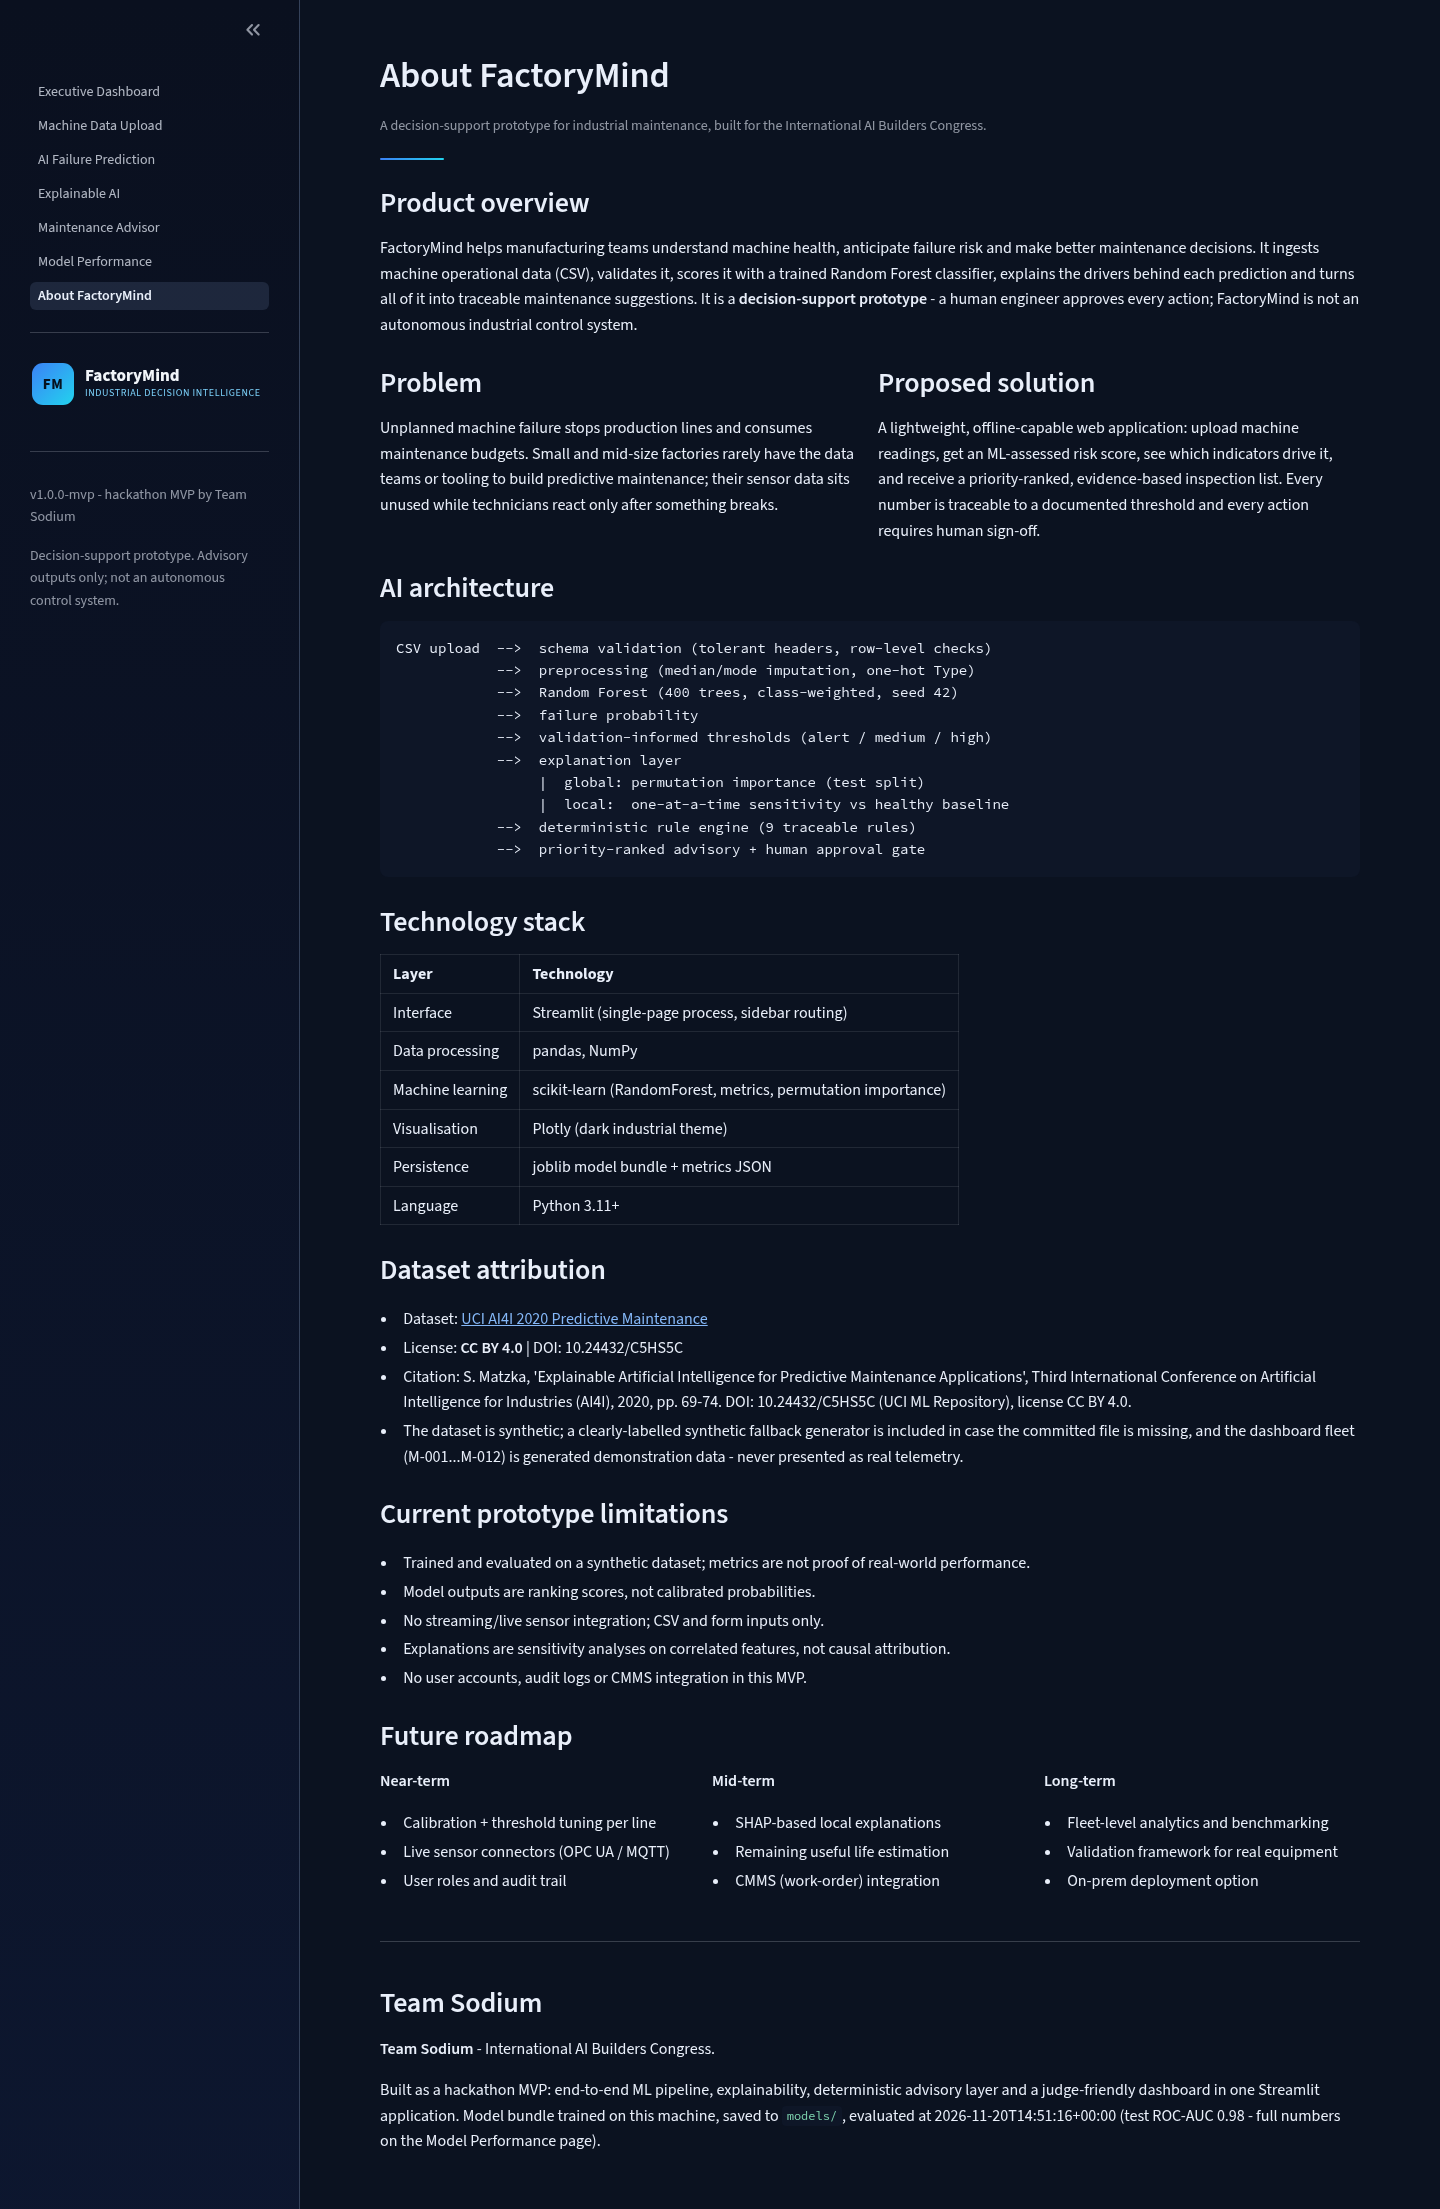 Executive Dashboard
Machine Data Upload
AI Failure Prediction
Explainable AI
Maintenance Advisor
Model Performance
About FactoryMind
FM
FactoryMind
INDUSTRIAL DECISION INTELLIGENCE
v1.0.0-mvp - hackathon MVP by Team
Sodium
Decision-support prototype. Advisory
outputs only; not an autonomous
control system.
About FactoryMind
A decision-support prototype for industrial maintenance, built for the International AI Builders Congress.
Product overview
FactoryMind helps manufacturing teams understand machine health, anticipate failure risk and make better maintenance decisions. It ingests
machine operational data (CSV), validates it, scores it with a trained Random Forest classifier, explains the drivers behind each prediction and turns
all of it into traceable maintenance suggestions. It is a decision-support prototype - a human engineer approves every action; FactoryMind is not an
autonomous industrial control system.
Problem
Unplanned machine failure stops production lines and consumes
maintenance budgets. Small and mid-size factories rarely have the data
teams or tooling to build predictive maintenance; their sensor data sits
unused while technicians react only after something breaks.
Proposed solution
A lightweight, offline-capable web application: upload machine
readings, get an ML-assessed risk score, see which indicators drive it,
and receive a priority-ranked, evidence-based inspection list. Every
number is traceable to a documented threshold and every action
requires human sign-off.
AI architecture
CSV upload  -->  schema validation (tolerant headers, row-level checks)
            -->  preprocessing (median/mode imputation, one-hot Type)
            -->  Random Forest (400 trees, class-weighted, seed 42)
            -->  failure probability
            -->  validation-informed thresholds (alert / medium / high)
            -->  explanation layer
                 |  global: permutation importance (test split)
                 |  local:  one-at-a-time sensitivity vs healthy baseline
            -->  deterministic rule engine (9 traceable rules)
            -->  priority-ranked advisory + human approval gate
Technology stack
Layer Technology
Interface Streamlit (single-page process, sidebar routing)
Data processing pandas, NumPy
Machine learning scikit-learn (RandomForest, metrics, permutation importance)
Visualisation Plotly (dark industrial theme)
Persistence joblib model bundle + metrics JSON
Language Python 3.11+
Dataset attribution
• Dataset: UCI AI4I 2020 Predictive Maintenance
• License: CC BY 4.0 | DOI: 10.24432/C5HS5C
• Citation: S. Matzka, 'Explainable Artificial Intelligence for Predictive Maintenance Applications', Third International Conference on Artificial
Intelligence for Industries (AI4I), 2020, pp. 69-74. DOI: 10.24432/C5HS5C (UCI ML Repository), license CC BY 4.0.
• The dataset is synthetic; a clearly-labelled synthetic fallback generator is included in case the committed file is missing, and the dashboard fleet
(M-001...M-012) is generated demonstration data - never presented as real telemetry.
Current prototype limitations
• Trained and evaluated on a synthetic dataset; metrics are not proof of real-world performance.
• Model outputs are ranking scores, not calibrated probabilities.
• No streaming/live sensor integration; CSV and form inputs only.
• Explanations are sensitivity analyses on correlated features, not causal attribution.
• No user accounts, audit logs or CMMS integration in this MVP.
Future roadmap
Near-term
• Calibration + threshold tuning per line
• Live sensor connectors (OPC UA / MQTT)
• User roles and audit trail
Mid-term
• SHAP-based local explanations
• Remaining useful life estimation
• CMMS (work-order) integration
Long-term
• Fleet-level analytics and benchmarking
• Validation framework for real equipment
• On-prem deployment option
Team Sodium
Team Sodium - International AI Builders Congress.
Built as a hackathon MVP: end-to-end ML pipeline, explainability, deterministic advisory layer and a judge-friendly dashboard in one Streamlit
application. Model bundle trained on this machine, saved to models/ , evaluated at 2026-11-20T14:51:16+00:00 (test ROC-AUC 0.98 - full numbers
on the Model Performance page).